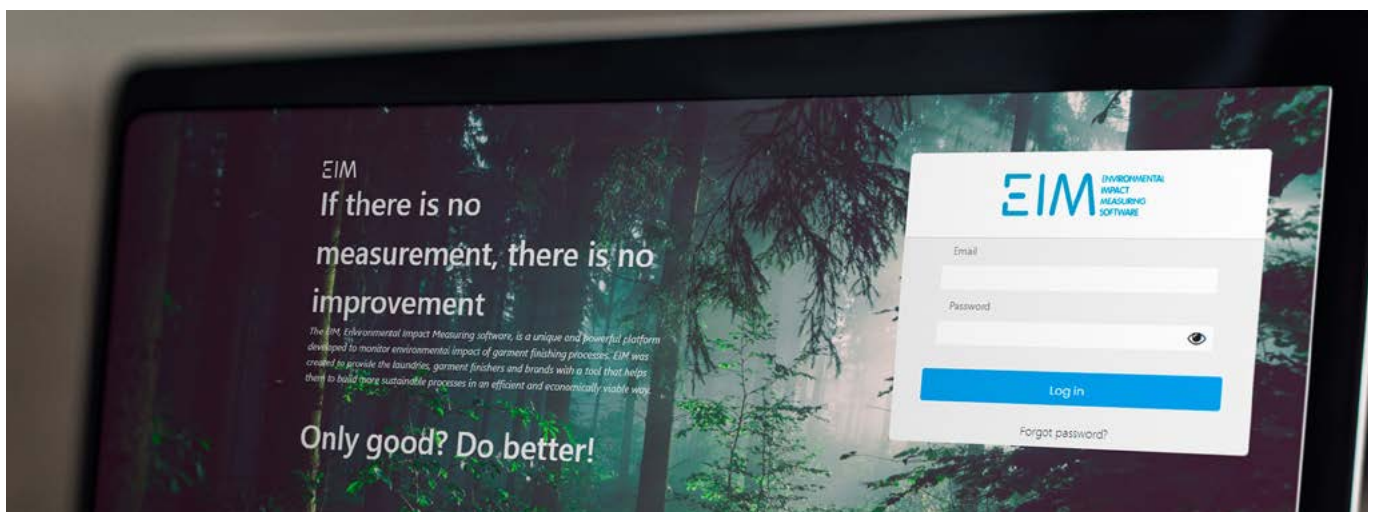 EIM
If there is no
measurement, there is no
improvement
The EIM, Environmental Impact Measuring software, is a unique and powerful platform
developed to monitor environmental impact of garment finishing processes. EIM was
created to provide the laundries, garment finishers and brands with a tool that helps
them to build more sustainable processes in an efficient and economically viable way.
Only good? Do better!
EIM
ENVIRONMENTAL
IMPACT
MEASURING
SOFTWARE
Email
Password
Log in
Forgot password?